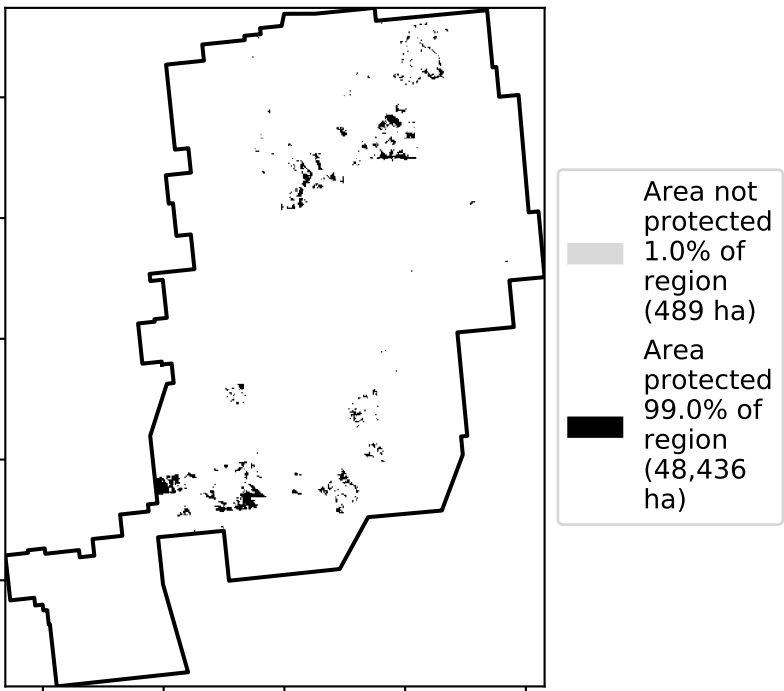 Area not
protected
1.0% of
region
(489 ha)
Area
protected
99.0% of
region
(48,436
ha)